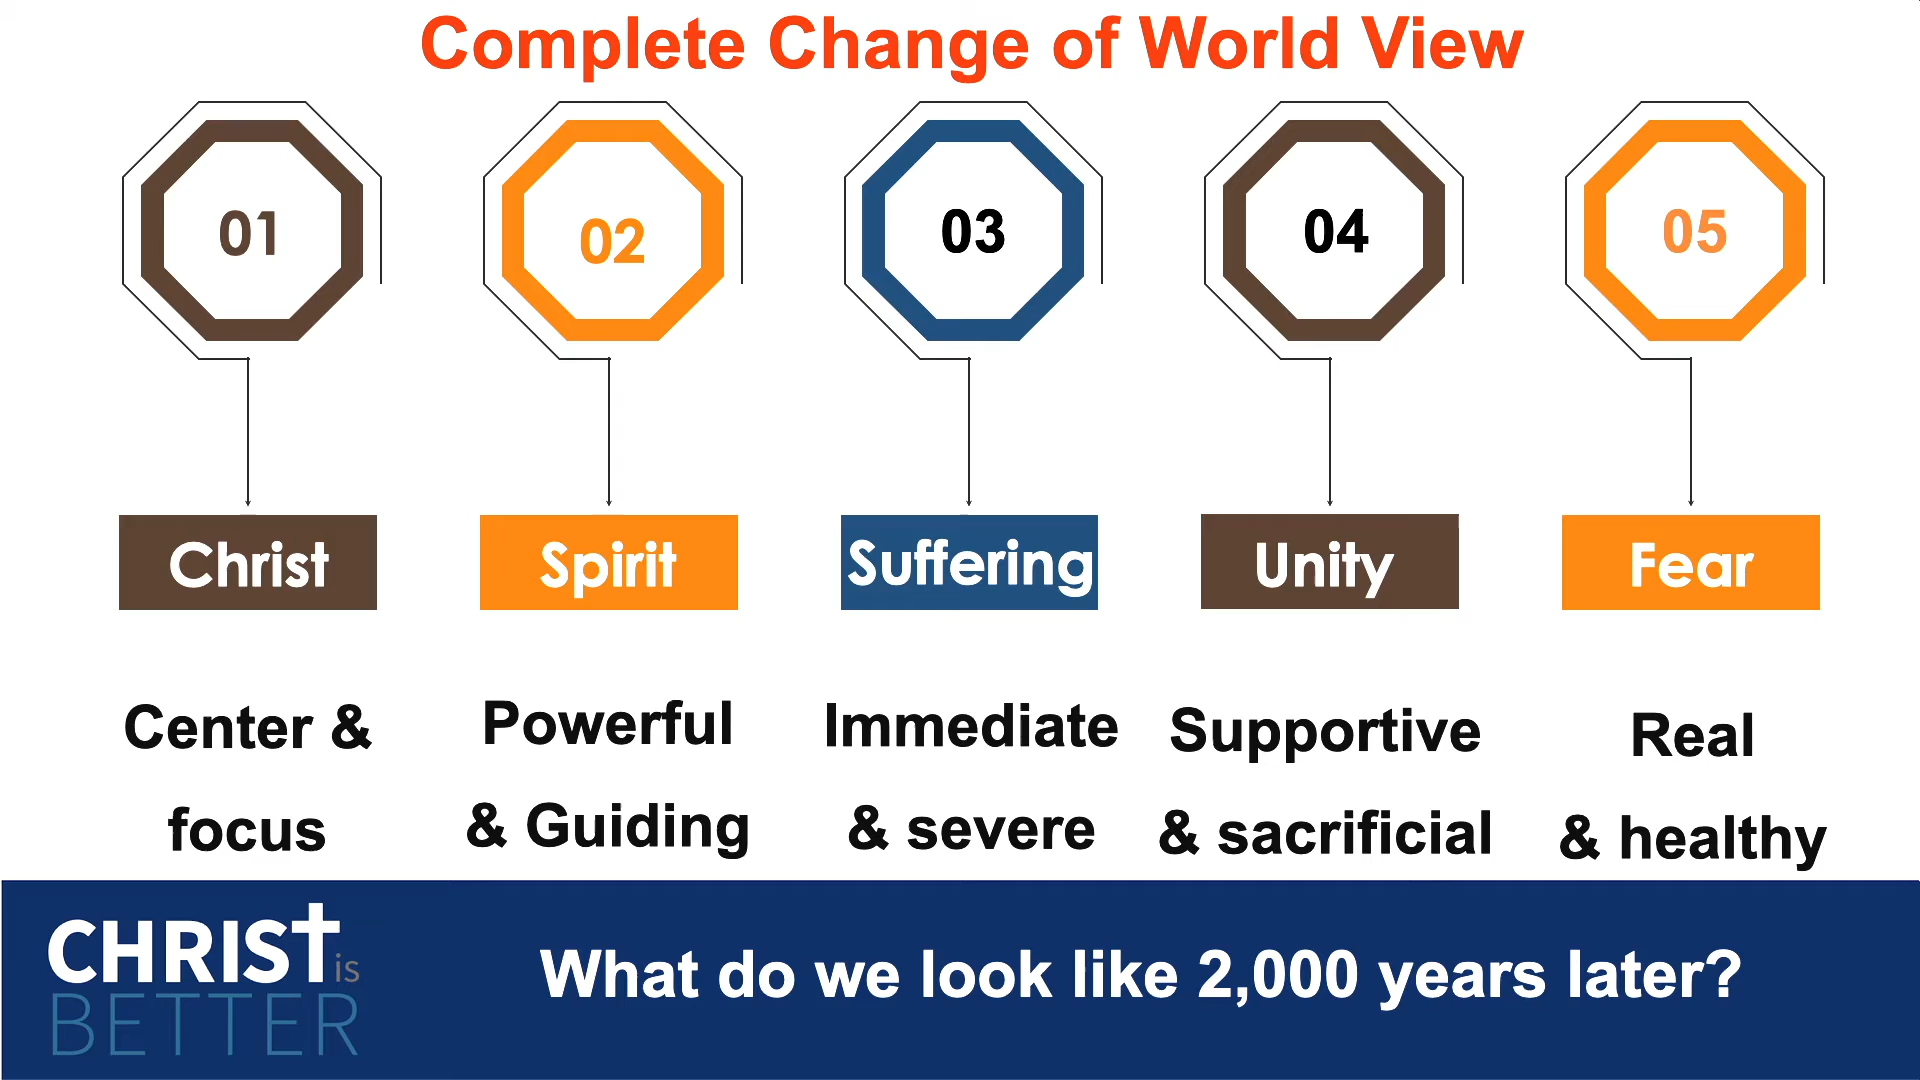 Complete Change of World View
01
02
03
04
05
Christ
Spirit
Suffering
Unity
Fear
Center &
focus
Powerful
& Guiding
Immediate
& severe
Supportive
& sacrificial
Real
& healthy
CHRIST is
BETTER
What do we look like 2,000 years later?